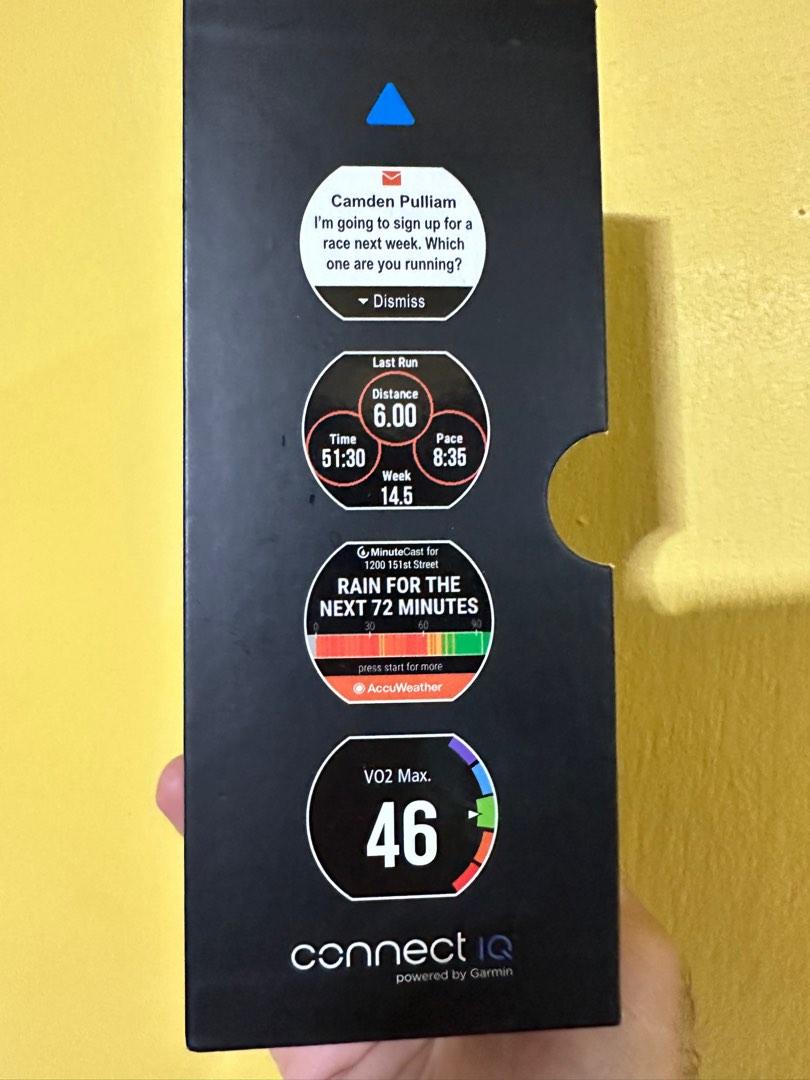 Camden Pulliam
I'm going to sign up for a
race next week. Which
one are you running?
Dismiss
Last Run
Distance
6.00
Time
51:30
Pace
8:35
Week
14.5
MinuteCast for
1200 151st Street
RAIN FOR THE
NEXT 72 MINUTES
0 30 60 90
press start for more
AccuWeather
VO2 Max.
46
connect IQ
powered by Garmin